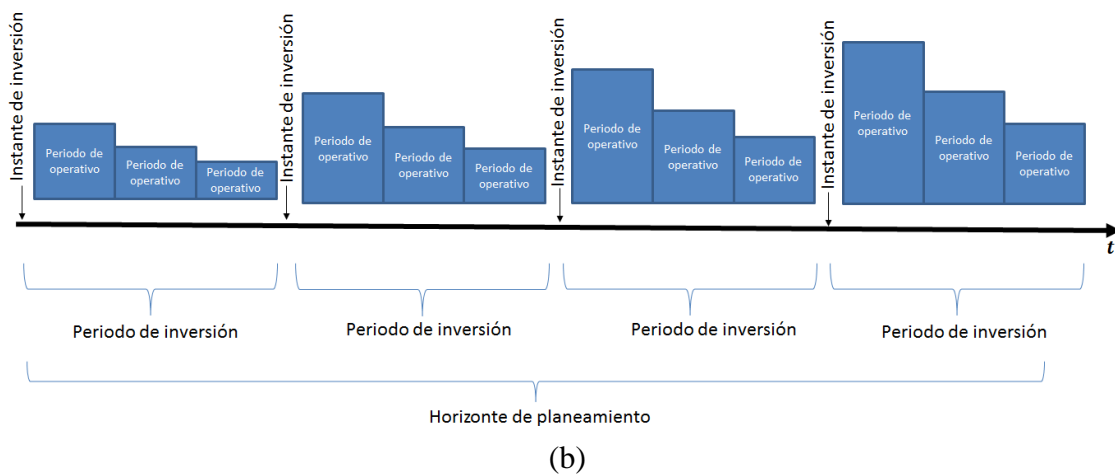 Instante de inversión
Periodo de
operativo
Periodo de
operativo
Periodo de
operativo
Instante de inversión
Periodo de
operativo
Periodo de
operativo
Periodo de
operativo
Instante de inversión
Periodo de
operativo
Periodo de
operativo
Periodo de
operativo
Instante de inversión
Periodo de
operativo
Periodo de
operativo
Periodo de
operativo
t
Periodo de inversión
Periodo de inversión
Periodo de inversión
Periodo de inversión
Horizonte de planeamiento
(b)